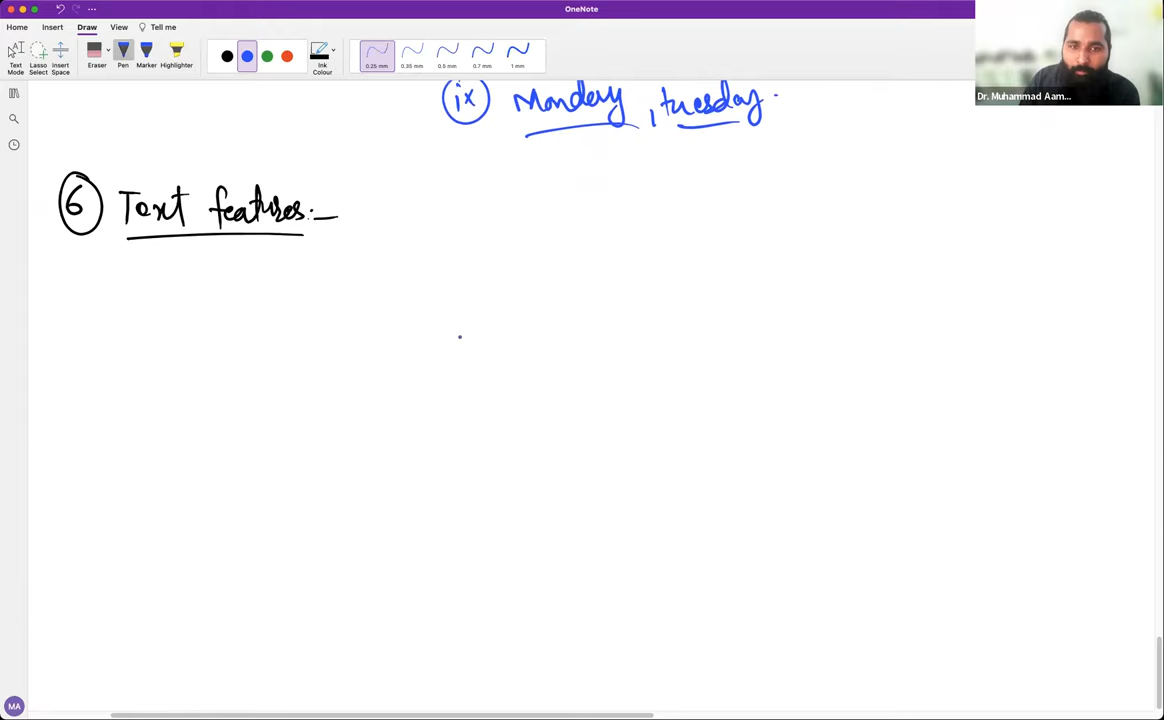 OneNote
Home Insert Draw View Tell me
Text Mode Lasso Select Insert Space Eraser Pen Marker Highlighter Ink Colour 0.25 mm 0.35 mm 0.5 mm 0.7 mm 1 mm
Dr. Muhammad Aam...
ix Monday, tuesday.
6 Text features:-
MA